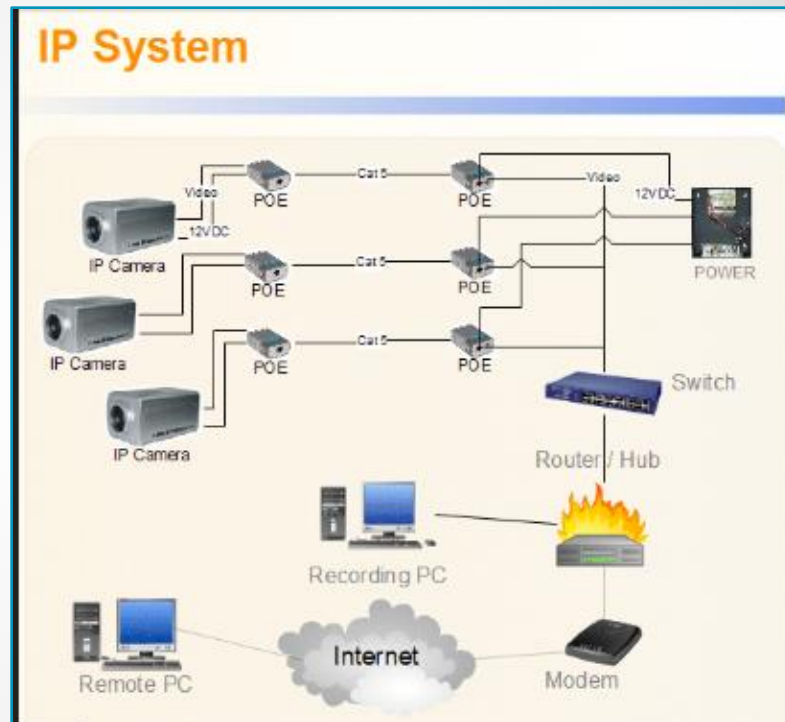 IP System
Video
12VDC
IP Camera
POE
Cat 5
POE
Video
12VDC
POWER
IP Camera
POE
Cat 5
POE
IP Camera
POE
Cat 5
POE
Switch
Router / Hub
Recording PC
Remote PC
Internet
Modem